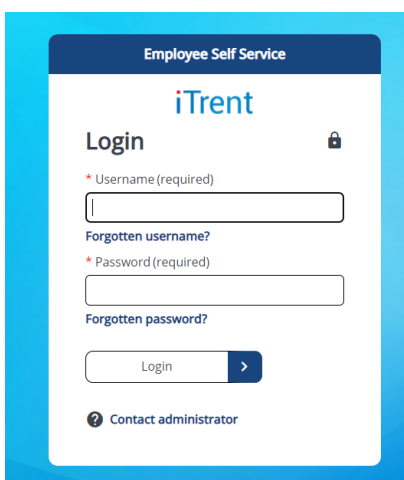 Employee Self Service
iTrent
Login
* Username (required)
Forgotten username?
* Password (required)
Forgotten password?
Login
Contact administrator